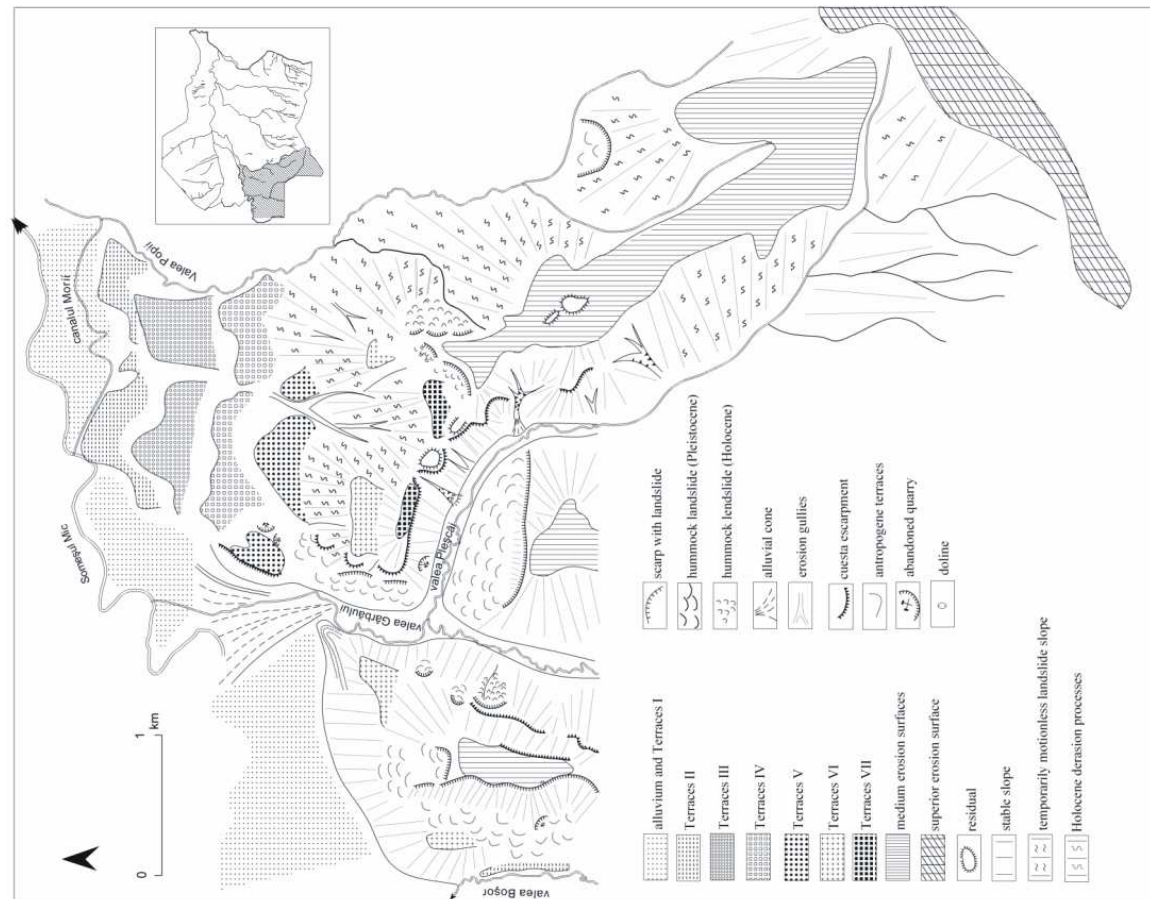 Someșul Mic
canalul Morii
Valea Popii
valea Gârbăului
valea Pleșcăi
valea Boșor
0
1
km
alluvium and Terraces I
Terraces II
Terraces III
Terraces IV
Terraces V
Terraces VI
Terraces VII
medium erosion surfaces
superior erosion surface
residual
stable slope
temporarily motionless landslide slope
Holocene derasion processes
scarp with landslide
hummock landslide (Pleistocene)
hummock lendslide (Holocene)
alluvial cone
erosion gullies
cuesta escarpment
antropogene terraces
abandoned quarry
doline